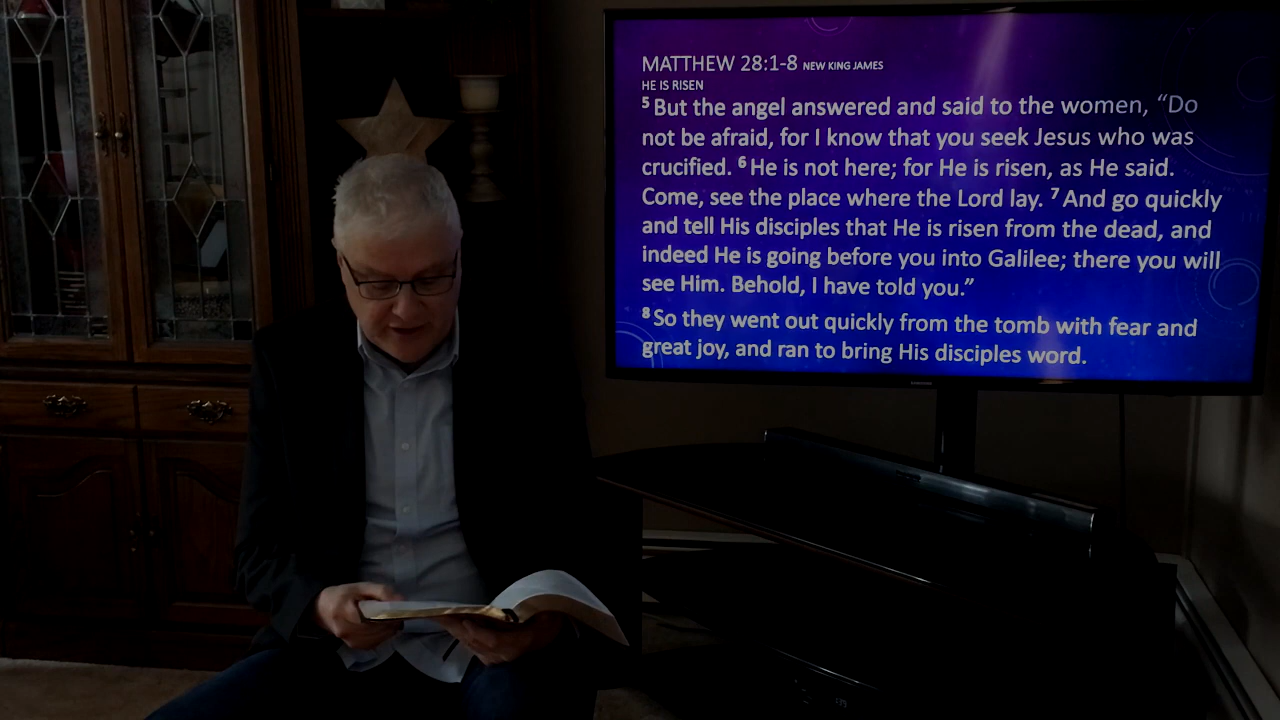 MATTHEW 28:1-8 NEW KING JAMES
HE IS RISEN
5 But the angel answered and said to the women, “Do
not be afraid, for I know that you seek Jesus who was
crucified. 6 He is not here; for He is risen, as He said.
Come, see the place where the Lord lay. 7 And go quickly
and tell His disciples that He is risen from the dead, and
indeed He is going before you into Galilee; there you will
see Him. Behold, I have told you.”
8 So they went out quickly from the tomb with fear and
great joy, and ran to bring His disciples word.